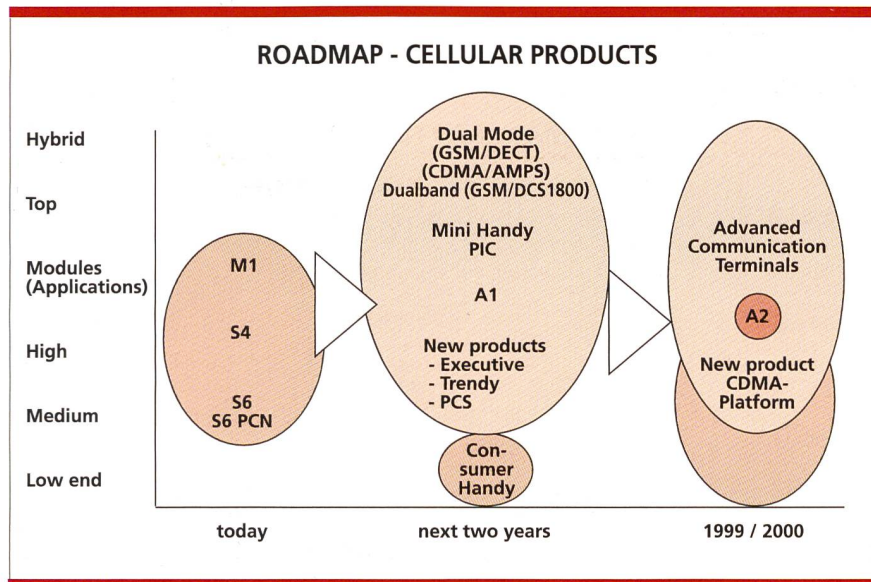 ROADMAP - CELLULAR PRODUCTS
Hybrid
Top
Modules
(Applications)
High
Medium
Low end
M1
S4
S6
S6 PCN
Dual Mode
(GSM/DECT)
(CDMA/AMPS)
Dualband (GSM/DCS1800)
Mini Handy
PIC
A1
New products
- Executive
- Trendy
- PCS
Con-
sumer
Handy
Advanced
Communication
Terminals
A2
New product
CDMA-
Platform
today
next two years
1999 / 2000